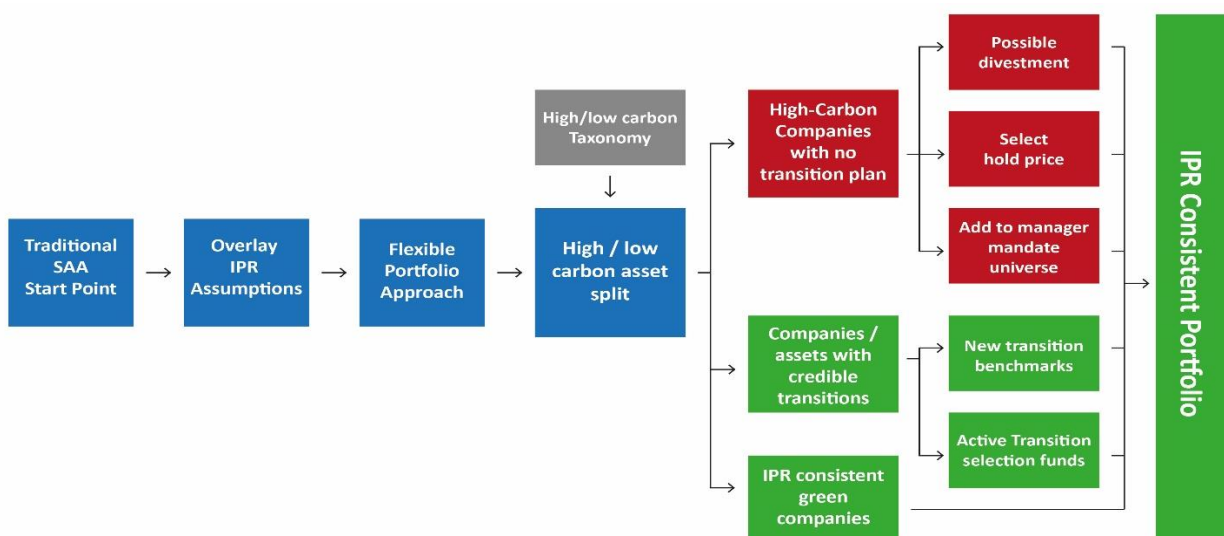 Traditional
SAA
Start Point
Overlay
IPR
Assumptions
Flexible
Portfolio
Approach
High/low carbon
Taxonomy
High / low
carbon asset
split
High-Carbon
Companies
with no
transition plan
Possible
divestment
Select
hold price
Add to manager
mandate
universe
Companies /
assets with
credible
transitions
New transition
benchmarks
Active Transition
selection funds
IPR consistent
green
companies
IPR Consistent Portfolio